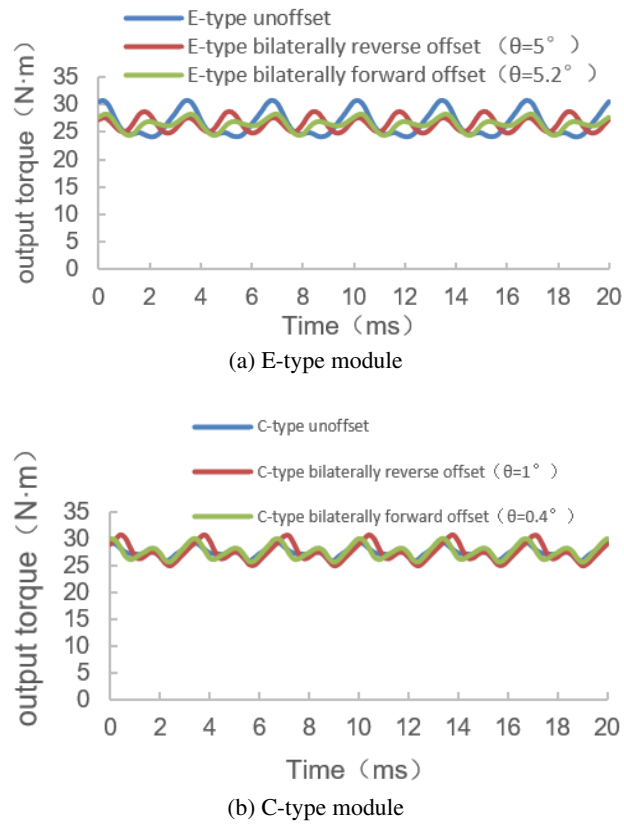 E-type unoffset
E-type bilaterally reverse offset （θ=5°）
E-type bilaterally forward offset（θ=5.2°）
output torque（N·m）
35
30
25
20
15
10
5
0
0 2 4 6 8 10 12 14 16 18 20
Time（ms）
(a) E-type module
C-type unoffset
C-type bilaterally reverse offset（θ=1°）
C-type bilaterally forward offset（θ=0.4°）
output torque（N·m）
35
30
25
20
15
10
5
0
0 2 4 6 8 10 12 14 16 18 20
Time（ms）
(b) C-type module